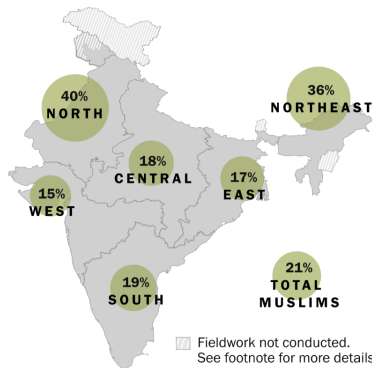 40%
NORTH
36%
NORTHEAST
18%
CENTRAL
17%
EAST
15%
WEST
19%
SOUTH
21%
TOTAL
MUSLIMS
Fieldwork not conducted.
See footnote for more details